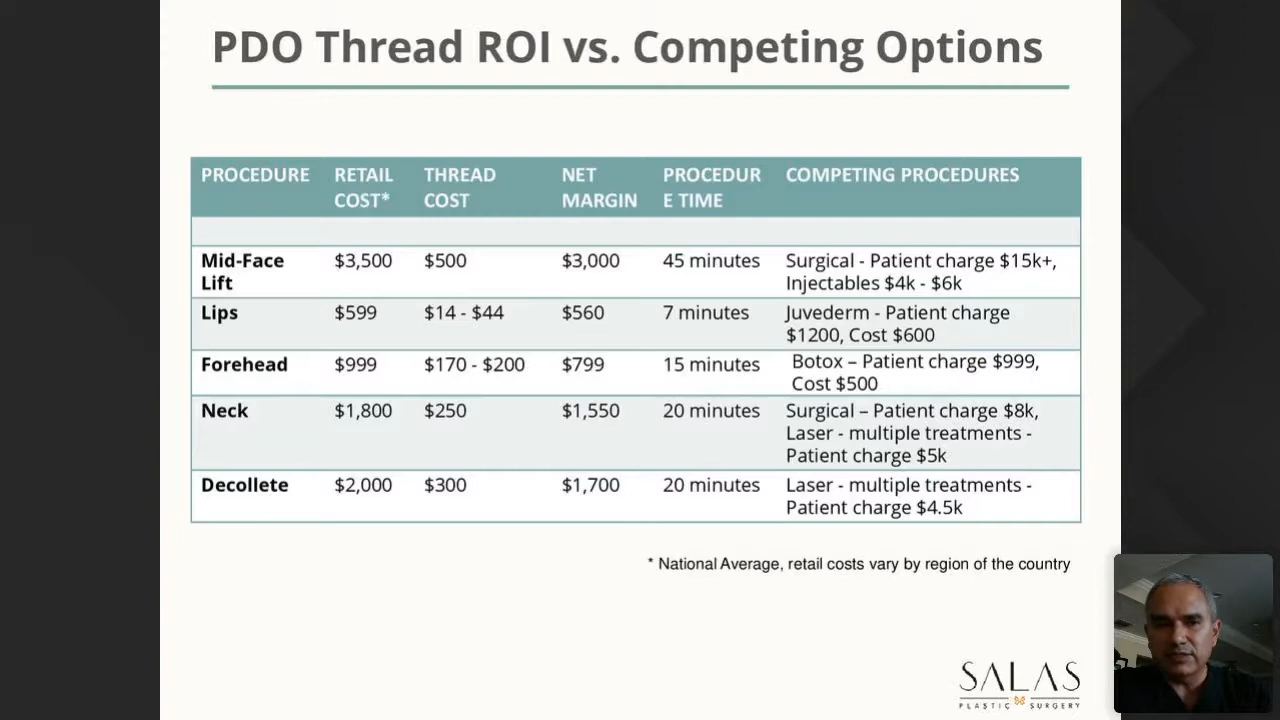 PDO Thread ROI vs. Competing Options
PROCEDURE RETAIL COST* THREAD COST NET MARGIN PROCEDUR E TIME COMPETING PROCEDURES
Mid-Face Lift $3,500 $500 $3,000 45 minutes Surgical - Patient charge $15k+, Injectables $4k - $6k
Lips $599 $14 - $44 $560 7 minutes Juvederm - Patient charge $1200, Cost $600
Forehead $999 $170 - $200 $799 15 minutes Botox – Patient charge $999, Cost $500
Neck $1,800 $250 $1,550 20 minutes Surgical – Patient charge $8k, Laser - multiple treatments - Patient charge $5k
Decollete $2,000 $300 $1,700 20 minutes Laser - multiple treatments - Patient charge $4.5k
* National Average, retail costs vary by region of the country
SALAS
PLASTIC SURGERY